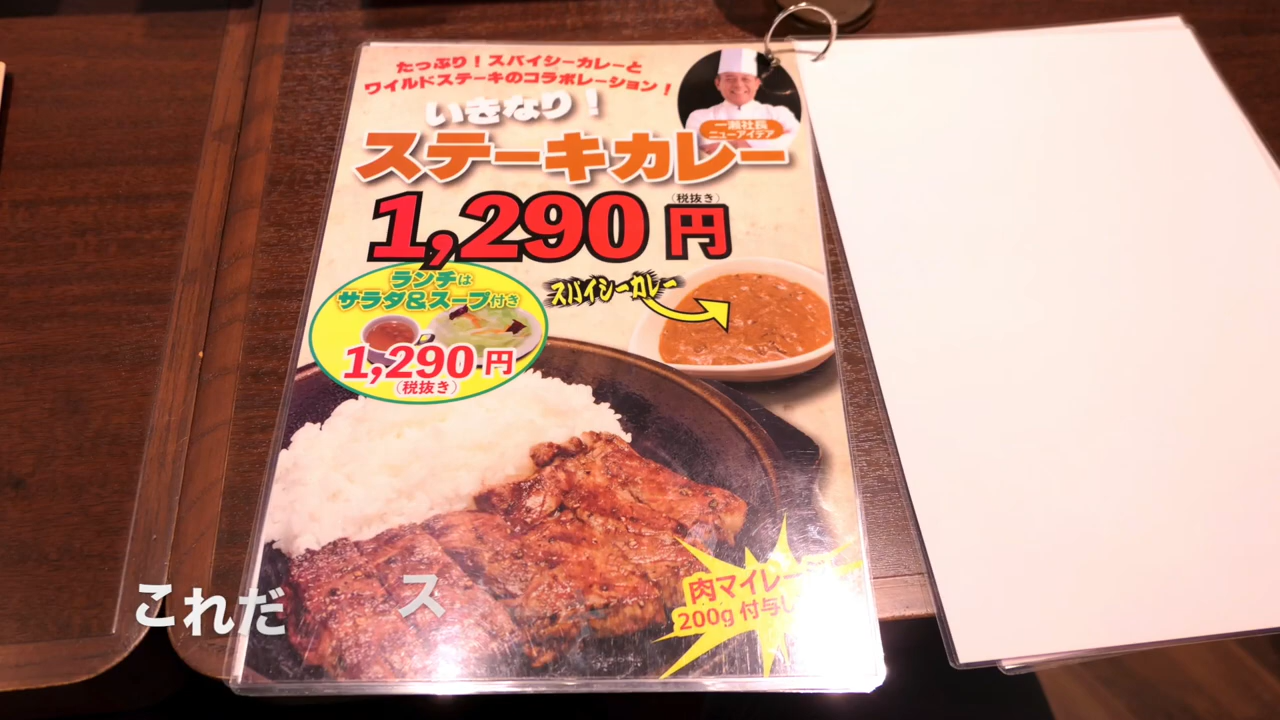 たっぷり！スパイシーカレーと
ワイルドステーキのコラボレーション！
いきなり！
ステーキカレー
一瀬社長
ニューアイデア
1,290円
（税抜き）
ランチは
サラダ&スープ付き
1,290円
（税抜き）
スパイシーカレー
肉マイレー
200g 付与
これだ ス